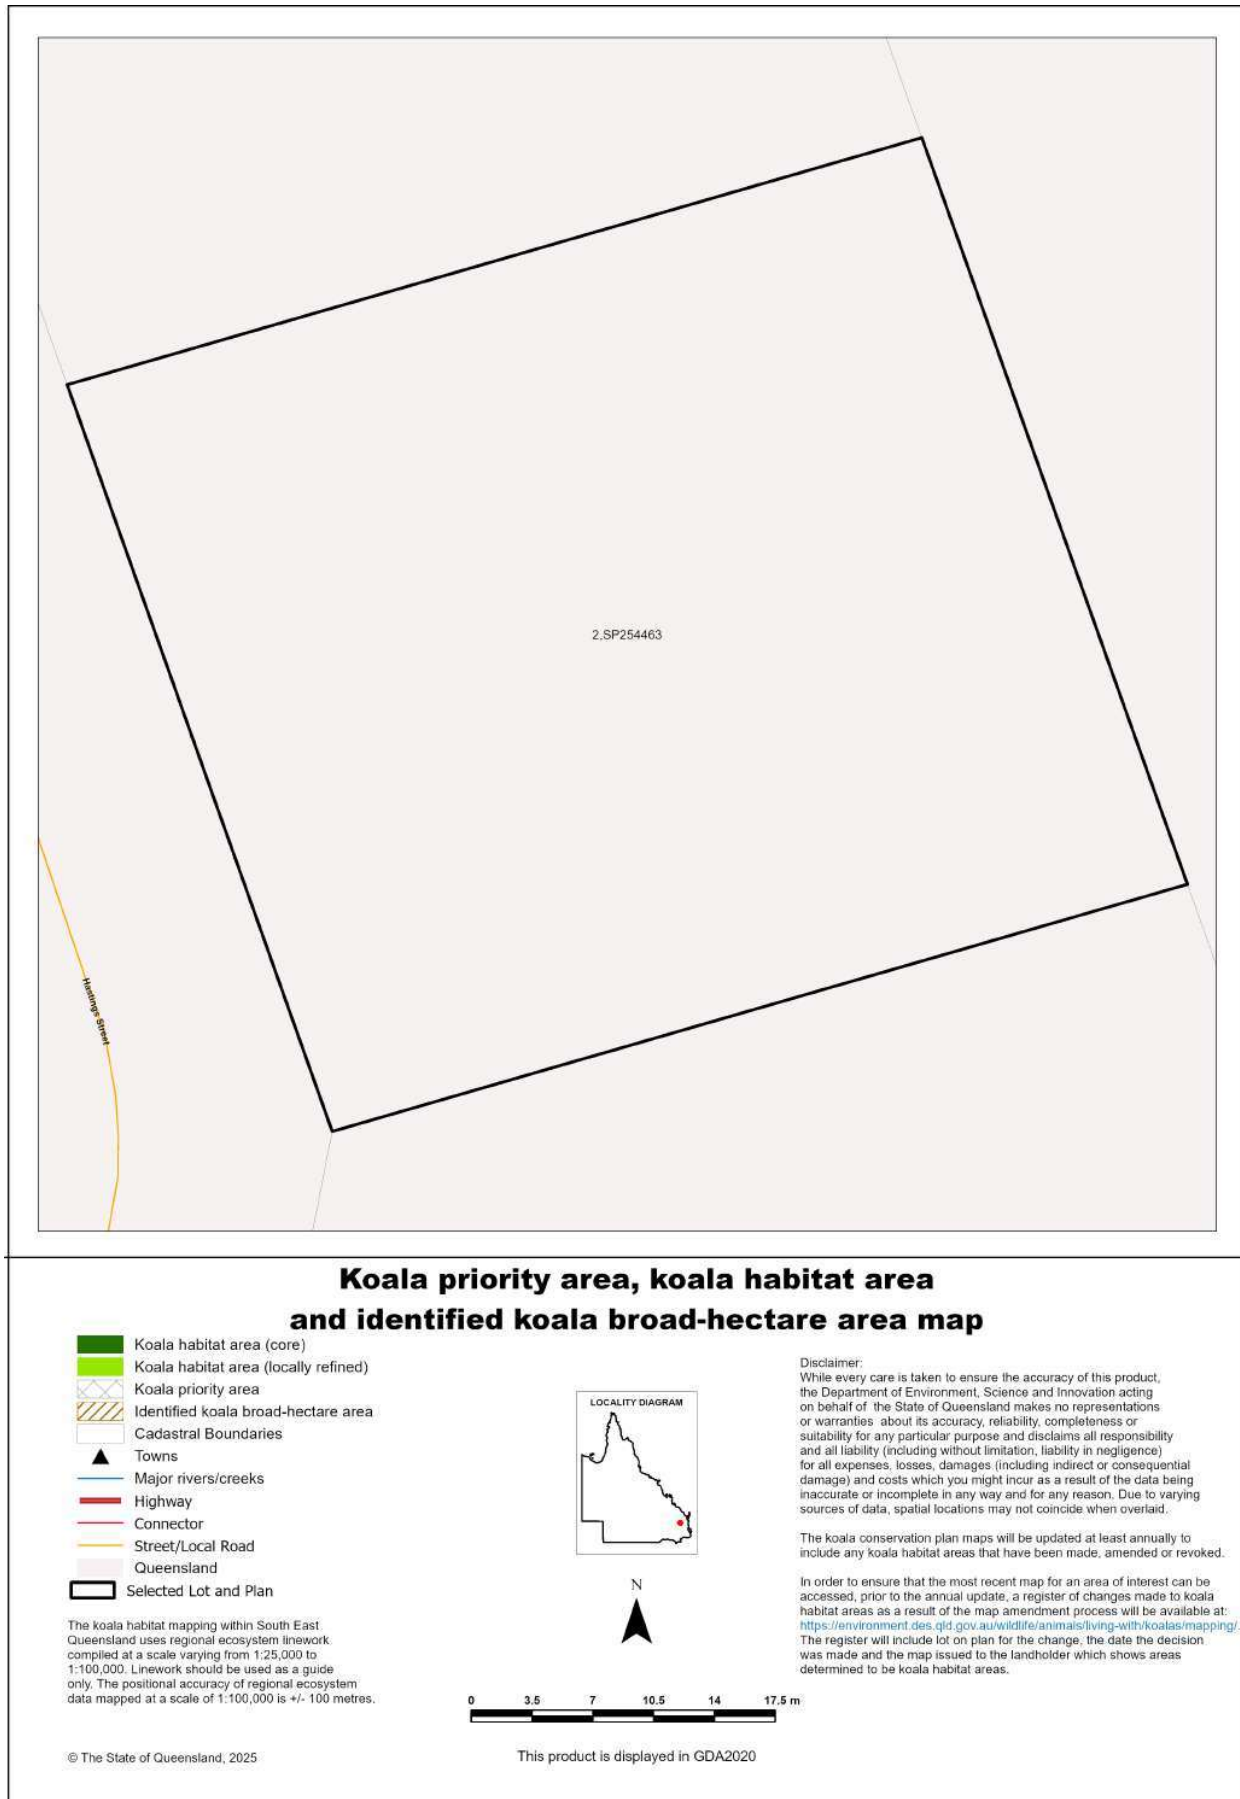 2,SP254463
Hastings Street
Koala priority area, koala habitat area
and identified koala broad-hectare area map
Koala habitat area (core)
Koala habitat area (locally refined)
Koala priority area
Identified koala broad-hectare area
Cadastral Boundaries
Towns
Major rivers/creeks
Highway
Connector
Street/Local Road
Queensland
Selected Lot and Plan
The koala habitat mapping within South East
Queensland uses regional ecosystem linework
compiled at a scale varying from 1:25,000 to
1:100,000. Linework should be used as a guide
only. The positional accuracy of regional ecosystem
data mapped at a scale of 1:100,000 is +/- 100 metres.
© The State of Queensland, 2025
LOCALITY DIAGRAM
N
0 3.5 7 10.5 14 17.5 m
This product is displayed in GDA2020
Disclaimer:
While every care is taken to ensure the accuracy of this product,
the Department of Environment, Science and Innovation acting
on behalf of the State of Queensland makes no representations
or warranties about its accuracy, reliability, completeness or
suitability for any particular purpose and disclaims all responsibility
and all liability (including without limitation, liability in negligence)
for all expenses, losses, damages (including indirect or consequential
damage) and costs which you might incur as a result of the data being
inaccurate or incomplete in any way and for any reason. Due to varying
sources of data, spatial locations may not coincide when overlaid.
The koala conservation plan maps will be updated at least annually to
include any koala habitat areas that have been made, amended or revoked.
In order to ensure that the most recent map for an area of interest can be
accessed, prior to the annual update, a register of changes made to koala
habitat areas as a result of the map amendment process will be available at:
https://environment.des.qld.gov.au/wildlife/animals/living-with/koalas/mapping/.
The register will include lot on plan for the change, the date the decision
was made and the map issued to the landholder which shows areas
determined to be koala habitat areas.